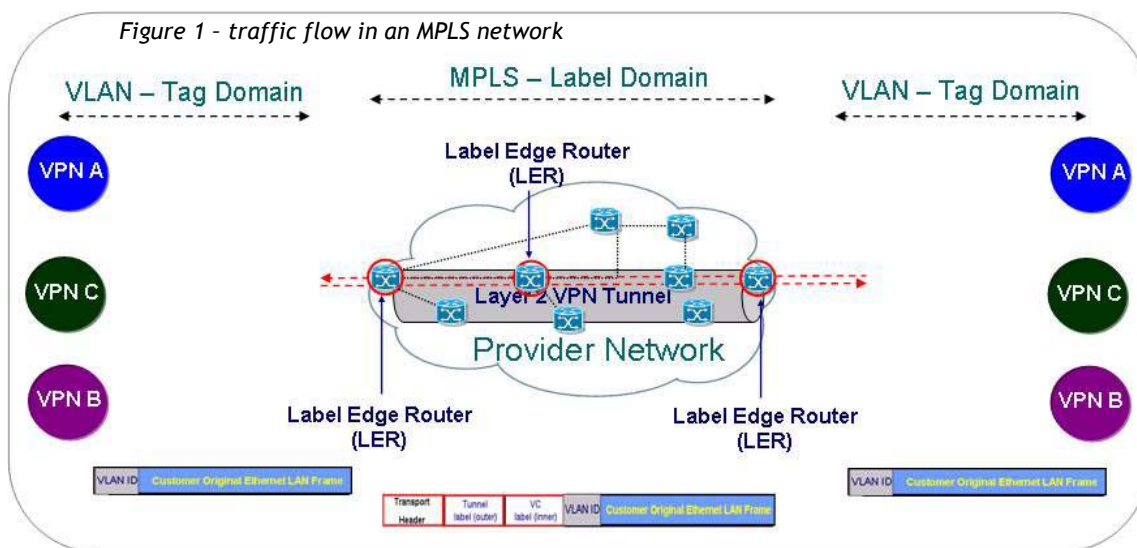 Figure 1 – traffic flow in an MPLS network
VLAN – Tag Domain
MPLS – Label Domain
VLAN – Tag Domain
VPN A
Label Edge Router
(LER)
VPN A
VPN C
Layer 2 VPN Tunnel
VPN C
Provider Network
VPN B
VPN B
Label Edge Router
(LER)
Label Edge Router
(LER)
VLAN ID Customer Original Ethernet LAN Frame
VLAN ID Customer Original Ethernet LAN Frame
Transport
Header
Tunnel
label (outer)
VC
label (inner)
VLAN ID Customer Original Ethernet LAN Frame